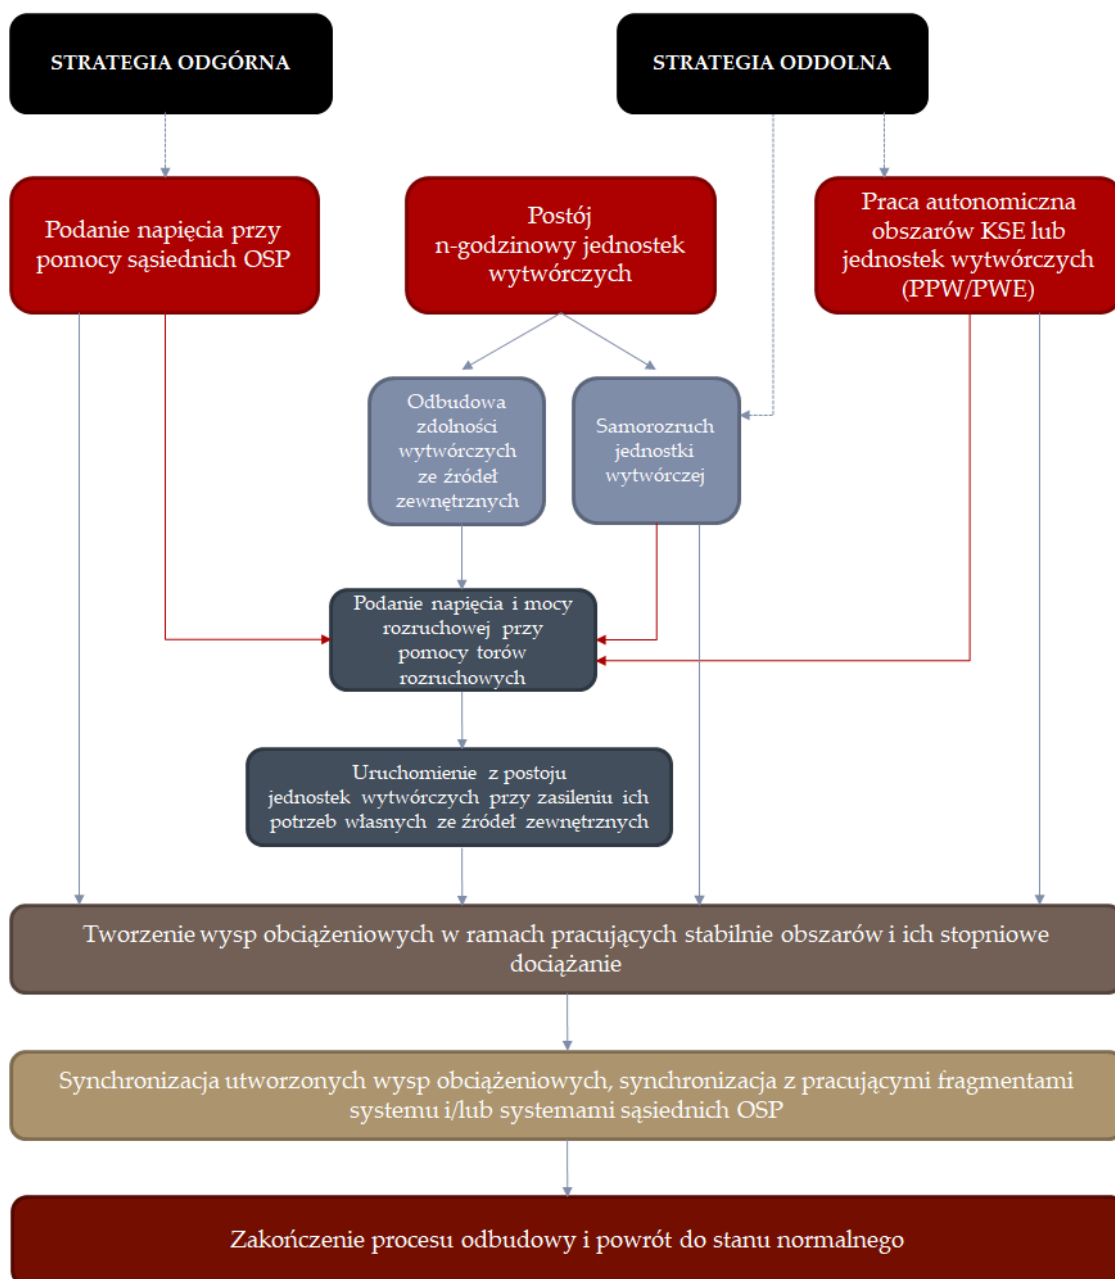 STRATEGIA ODGÓRNA
STRATEGIA ODDOLNA
Podanie napięcia przy
pomocy sąsiednich OSP
Postój
n-godzinowy jednostek
wytwórczych
Praca autonomiczna
obszarów KSE lub
jednostek wytwórczych
(PPW/PWE)
Odbudowa
zdolności
wytwórczych
ze źródeł
zewnętrznych
Samorozruch
jednostki
wytwórczej
Podanie napięcia i mocy
rozruchowej przy
pomocy torów
rozruchowych
Uruchomienie z postoju
jednostek wytwórczych przy zasileniu ich
potrzeb własnych ze źródeł zewnętrznych
Tworzenie wysp obciążeniowych w ramach pracujących stabilnie obszarów i ich stopniowe
dociążanie
Synchronizacja utworzonych wysp obciążeniowych, synchronizacja z pracującymi fragmentami
systemu i/lub systemami sąsiednich OSP
Zakończenie procesu odbudowy i powrót do stanu normalnego